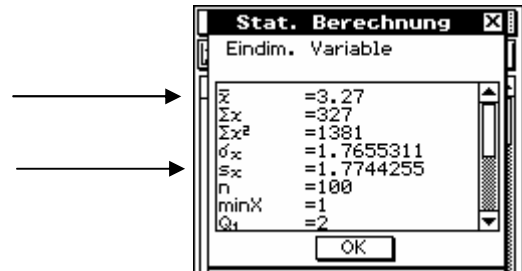 Stat. Berechnung
Eindim. Variable
x̄ =3.27
Σx =327
Σx² =1381
σx =1.7655311
sx =1.7744255
n =100
minX =1
Q₁ =2
OK